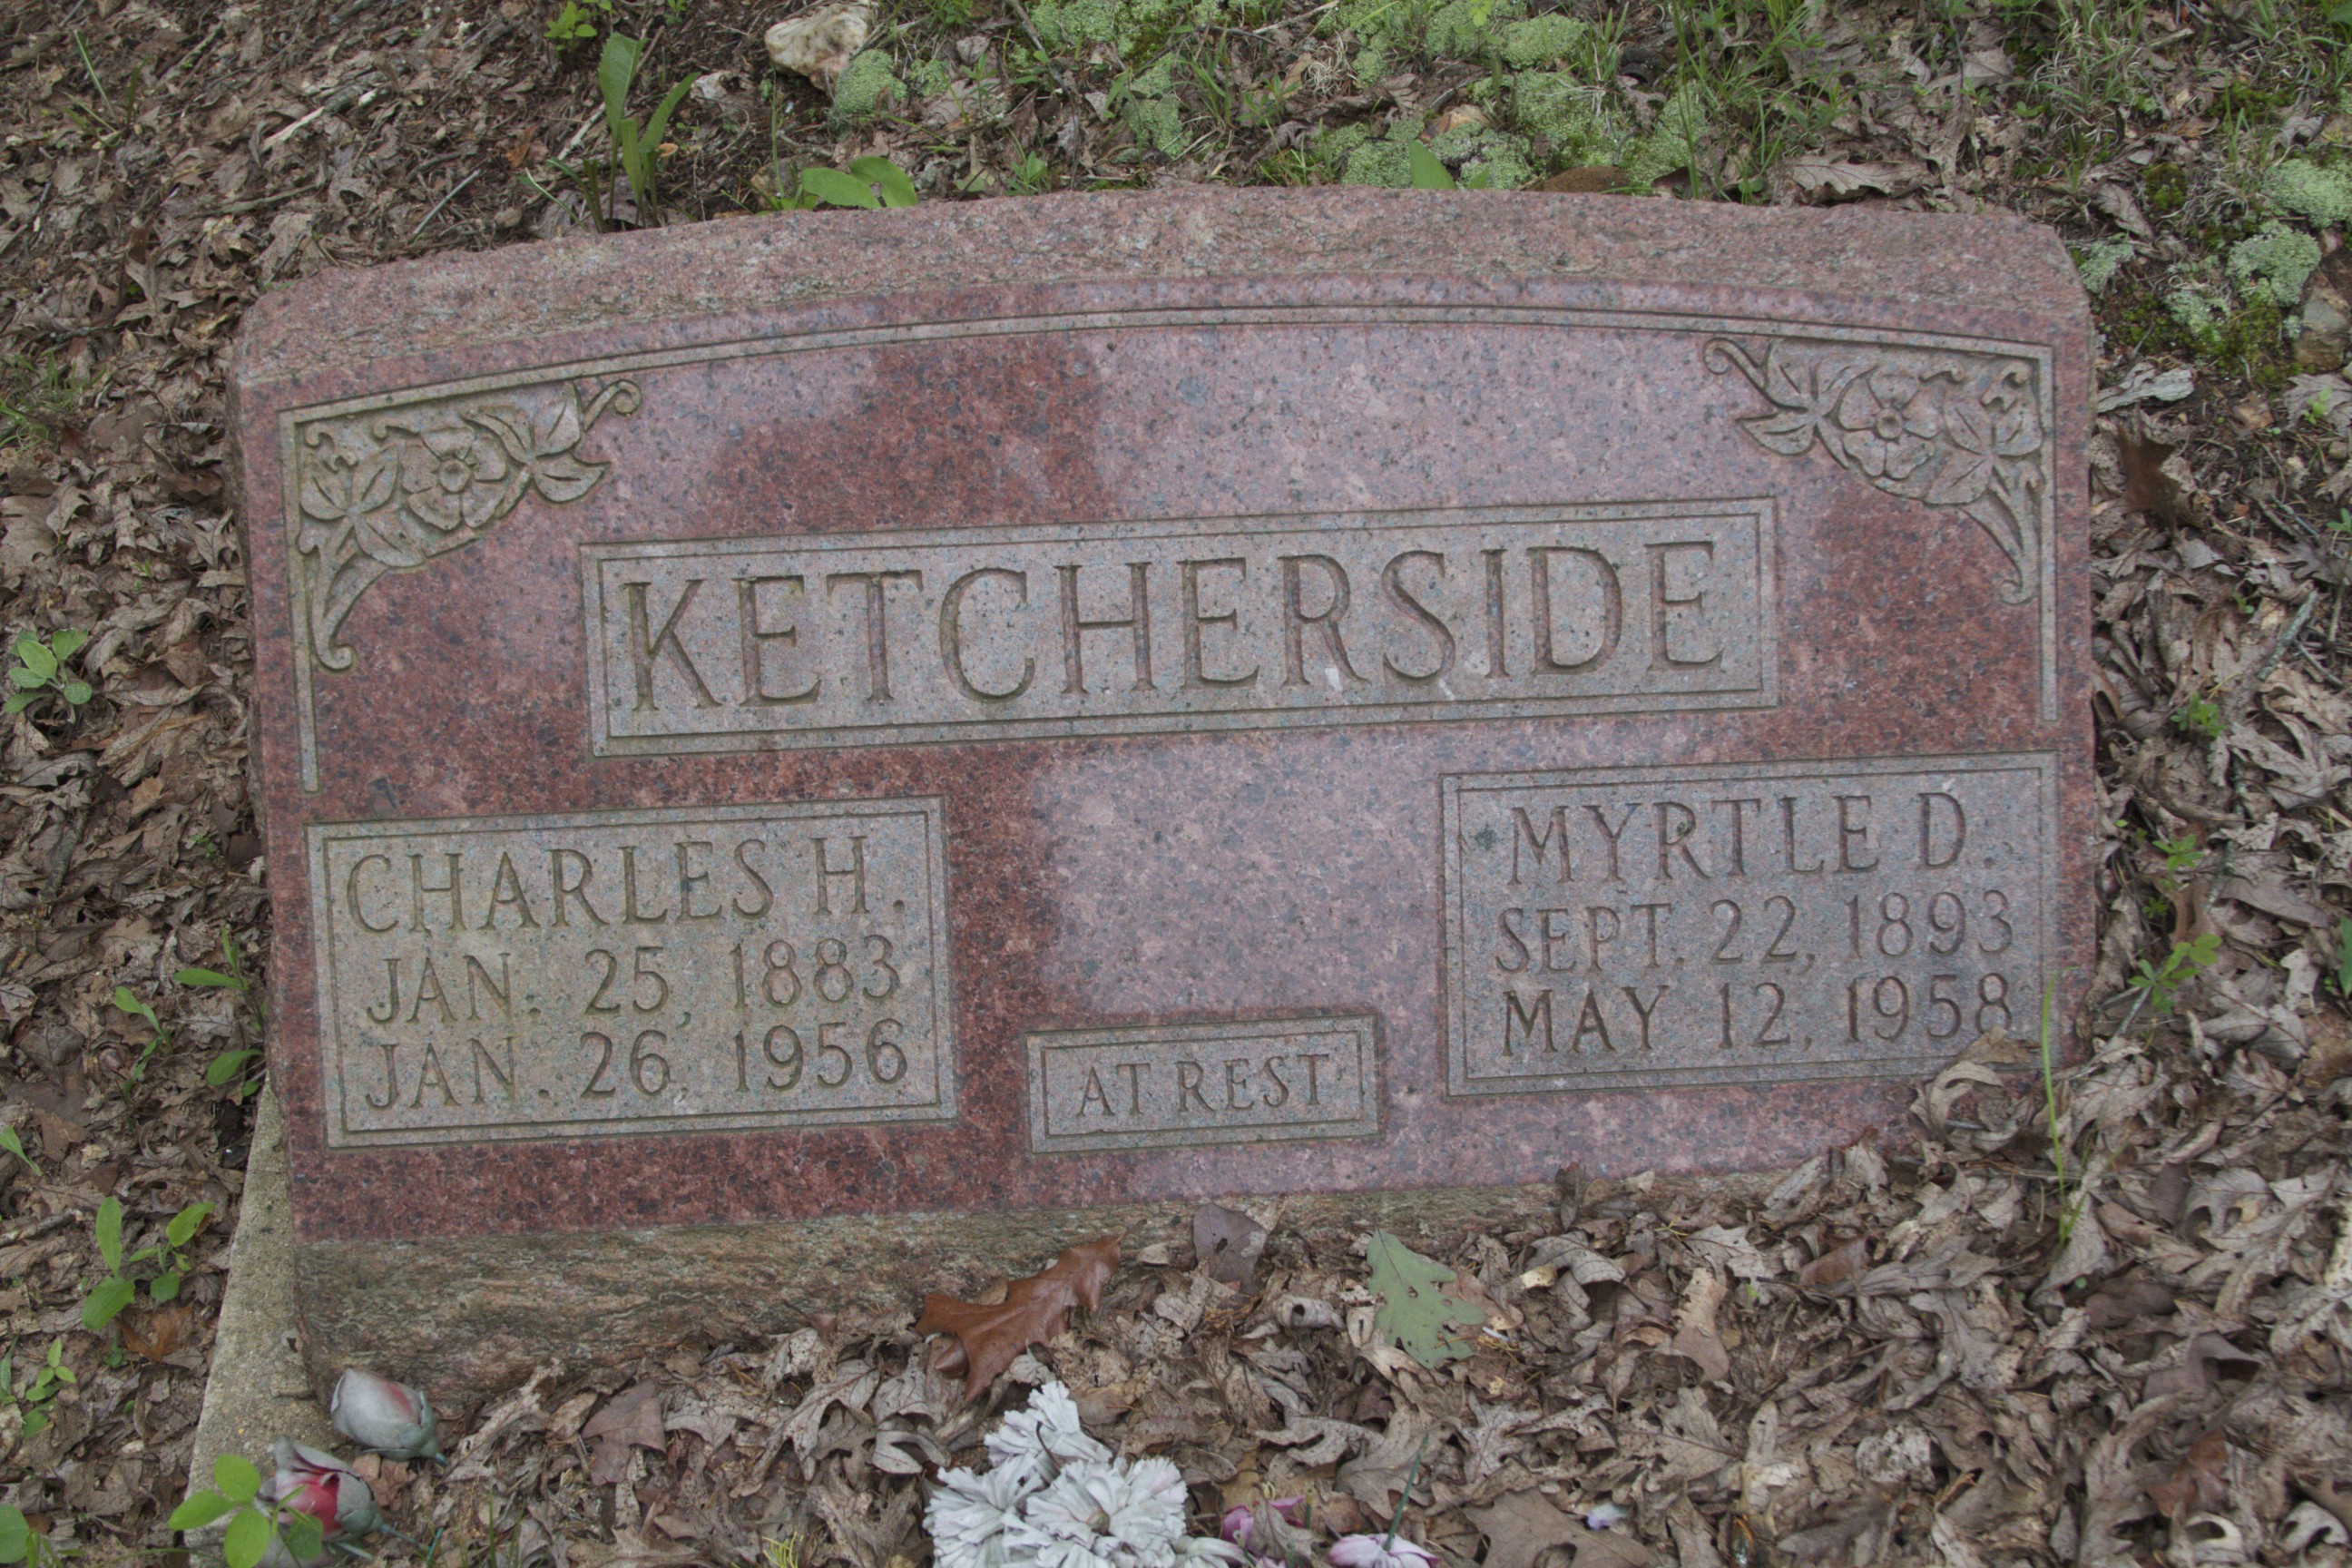 KETCHERSIDE
CHARLES H.
JAN. 25, 1883
JAN. 26, 1956
MYRTLE D.
SEPT. 22, 1893
MAY 12, 1958
AT REST